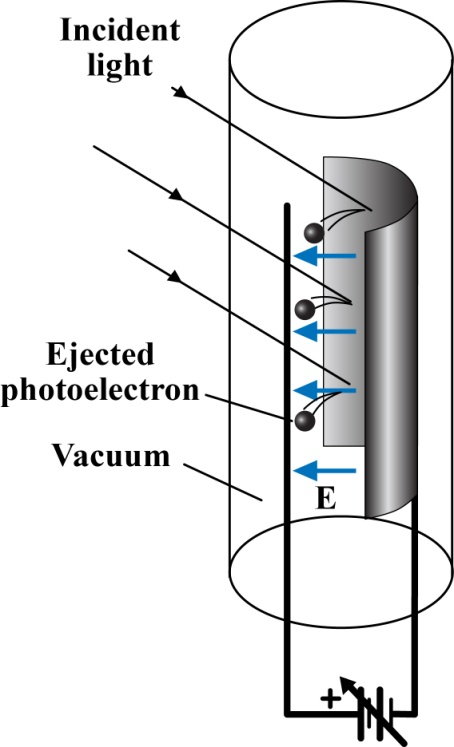 Incident
light
Ejected
photoelectron
Vacuum
E
+